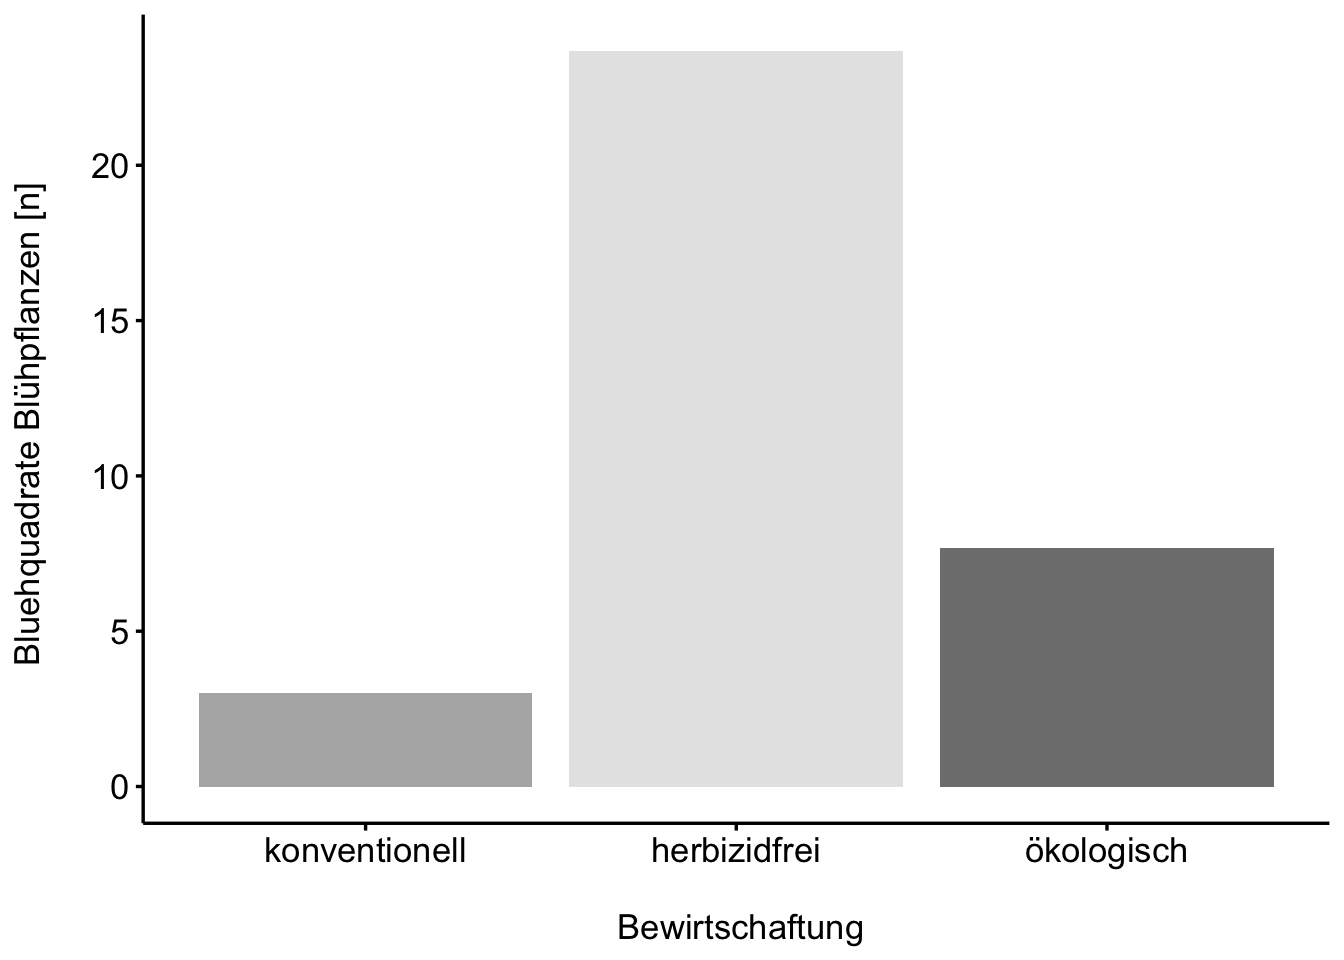 Bluehquadrate Blühpflanzen [n]
20
15
10
5
0
konventionell
herbizidfrei
ökologisch
Bewirtschaftung